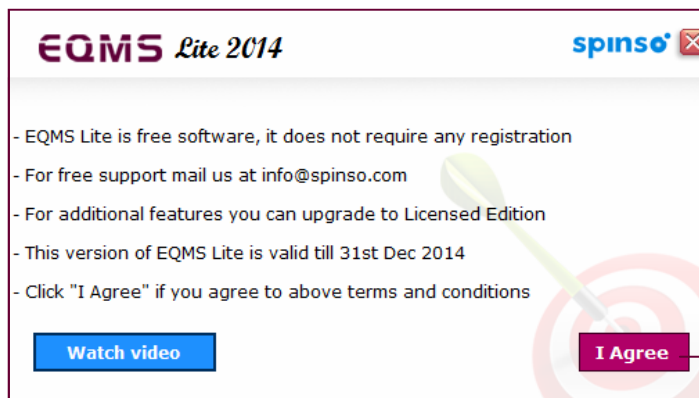 EQMS Lite 2014
spinso
- EQMS Lite is free software, it does not require any registration
- For free support mail us at info@spinso.com
- For additional features you can upgrade to Licensed Edition
- This version of EQMS Lite is valid till 31st Dec 2014
- Click "I Agree" if you agree to above terms and conditions
Watch video
I Agree